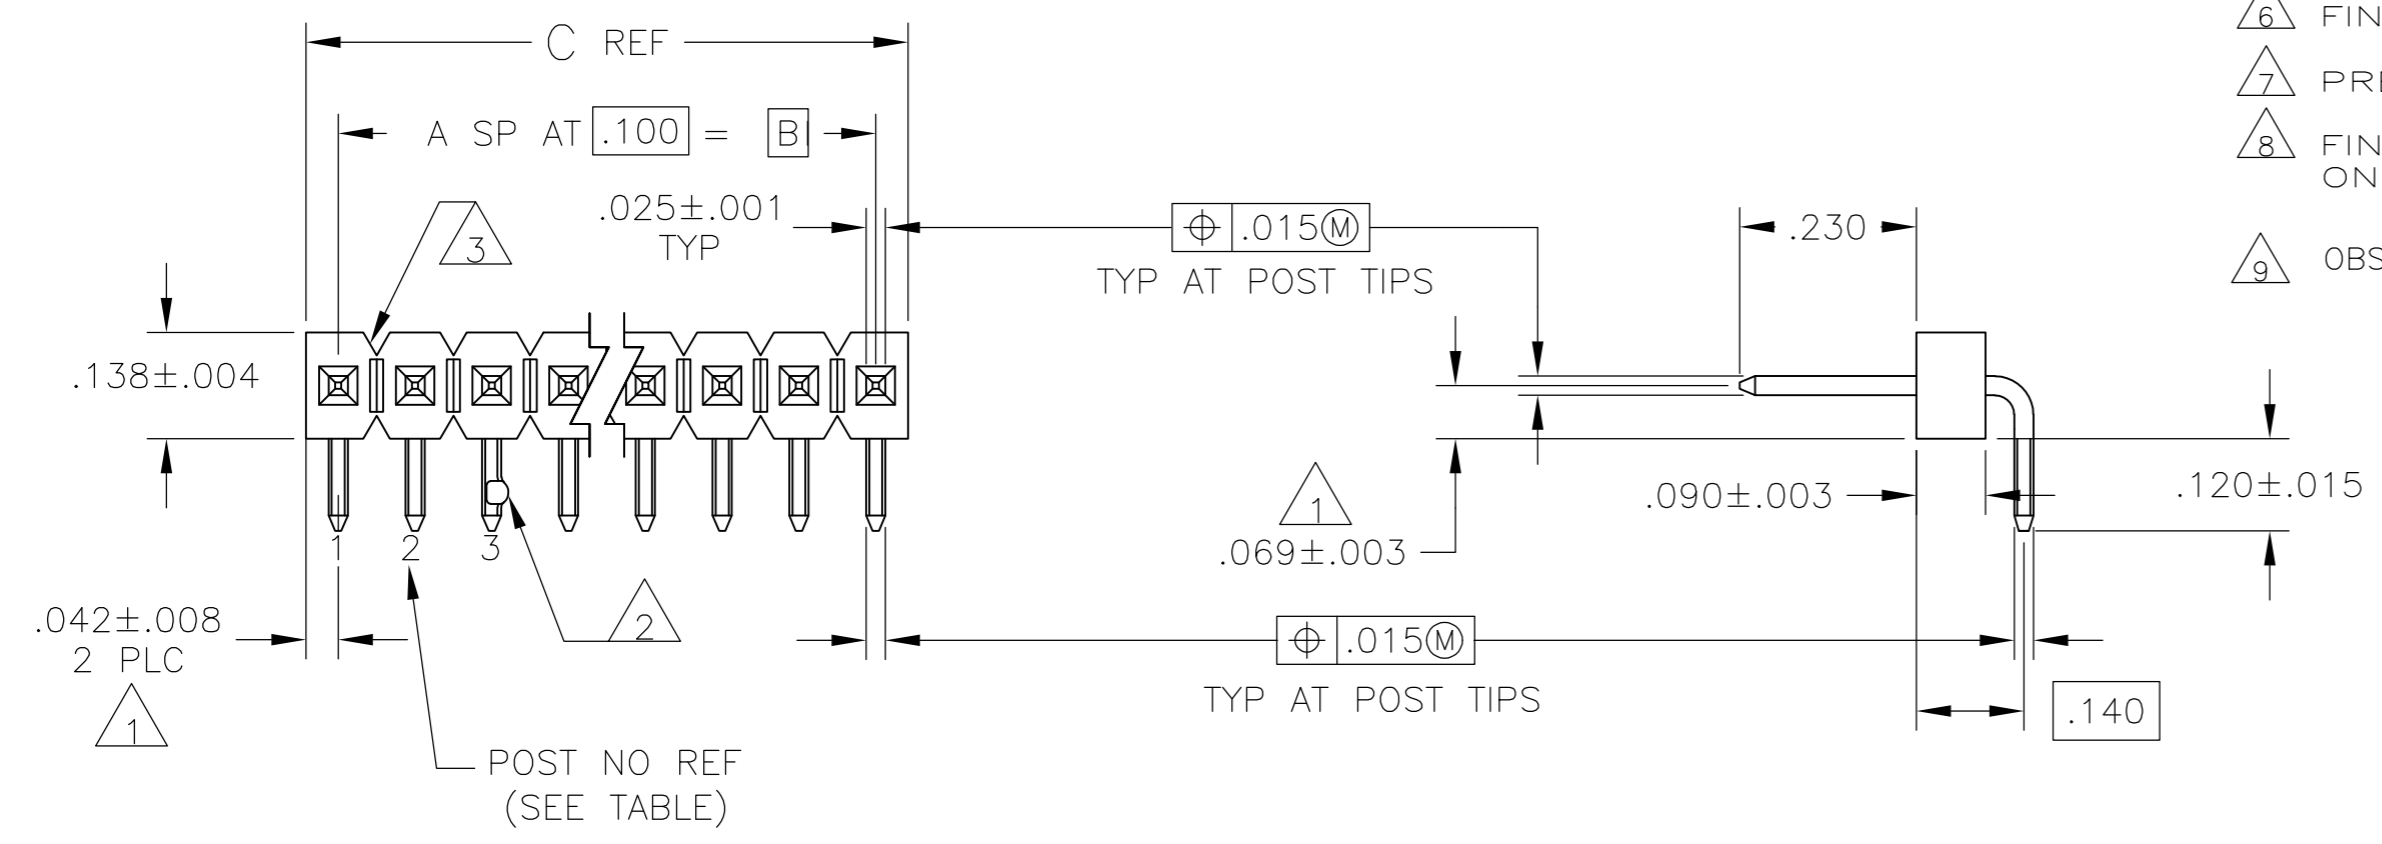 C REF
A SP AT .100 = B
.025±.001
TYP
3
.138±.004
1 2 3
.042±.008
2 PLC
1
2
POST NO REF
(SEE TABLE)
⌖ .015Ⓜ
TYP AT POST TIPS
1
.069±.003
⌖ .015Ⓜ
TYP AT POST TIPS
.230
.090±.003
.120±.015
.140
6 FIN
7 PRE
8 FIN
ON
9 OBS